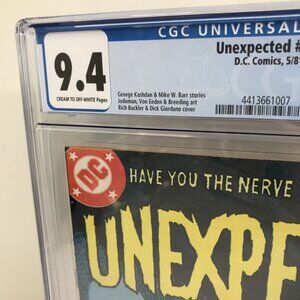 CGC UNIVERSAL
9.4
CREAM TO OFF-WHITE Pages
Unexpected #
D.C. Comics, 5/8
George Kashdan & Mike W. Barr stories
Jodoman, Von Eeden & Breeding art
Rich Buckler & Dick Giordano cover
4413661007
DC
HAVE YOU THE NERVE
UNEXPE